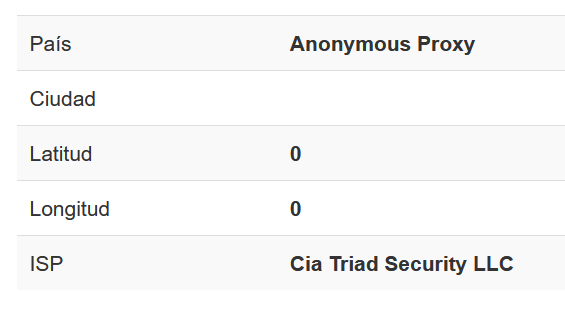 País Anonymous Proxy
Ciudad
Latitud 0
Longitud 0
ISP Cia Triad Security LLC